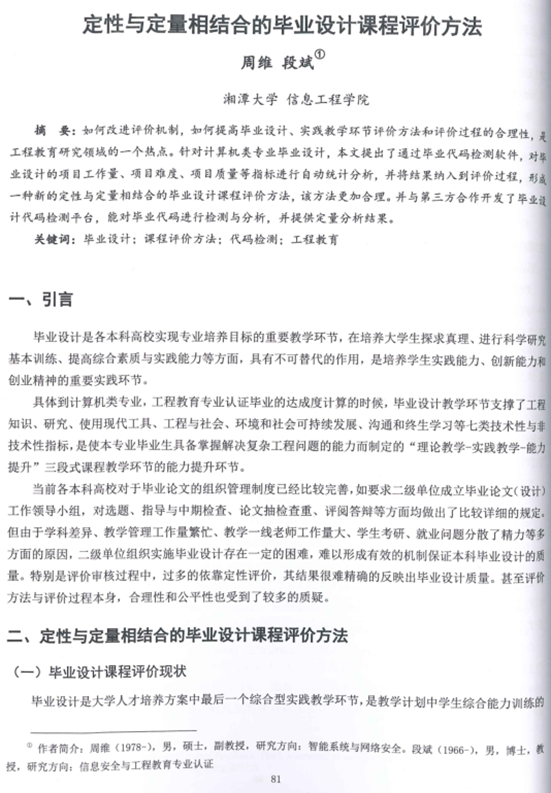 定性与定量相结合的毕业设计课程评价方法
周维 段斌①
湘潭大学 信息工程学院
摘 要：如何改进评价机制，如何提高毕业设计、实践教学环节评价方法和评价过程的合理性，是
工程教育研究领域的一个热点。针对计算机类专业毕业设计，本文提出了通过毕业代码检测软件，对毕
业设计的项目工作量、项目难度、项目质量等指标进行自动统计分析，并将结果纳入到评价过程，形成
一种新的定性与定量相结合的毕业设计课程评价方法，该方法更加合理。并与第三方合作开发了毕业设
计代码检测平台，能对毕业代码进行检测与分析，并提供定量分析结果。
关键词：毕业设计；课程评价方法；代码检测；工程教育
一、引言
毕业设计是各本科高校实现专业培养目标的重要教学环节，在培养大学生探求真理、进行科学研究
基本训练、提高综合素质与实践能力等方面，具有不可替代的作用，是培养学生实践能力、创新能力和
创业精神的重要实践环节。
具体到计算机类专业，工程教育专业认证毕业的达成度计算的时候，毕业设计教学环节支撑了工程
知识、研究、使用现代工具、工程与社会、环境和社会可持续发展、沟通和终生学习等七类技术性与非
技术性指标，是使本专业毕业生具备掌握解决复杂工程问题的能力而制定的“理论教学-实践教学-能力
提升”三段式课程教学环节的能力提升环节。
当前各本科高校对于毕业论文的组织管理制度已经比较完善，如要求二级单位成立毕业论文（设计）
工作领导小组，对选题、指导与中期检查、论文抽检查重、评阅答辩等方面均做出了比较详细的规定，
但由于学科差异、教学管理工作量繁忙、教学一线老师工作量大、学生考研、就业问题分散了精力等多
方面的原因，二级单位组织实施毕业设计存在一定的困难，难以形成有效的机制保证本科毕业设计的质
量。特别是评价审核过程中，过多的依靠定性评价，其结果很难精确的反映出毕业设计质量。甚至评价
方法与评价过程本身，合理性和公平性也受到了较多的质疑。
二、定性与定量相结合的毕业设计课程评价方法
（一）毕业设计课程评价现状
毕业设计是大学人才培养方案中最后一个综合型实践教学环节，是教学计划中学生综合能力训练的
① 作者简介：周维（1978-），男，硕士，副教授，研究方向：智能系统与网络安全。段斌（1966-），男，博士，教
授，研究方向：信息安全与工程教育专业认证
81